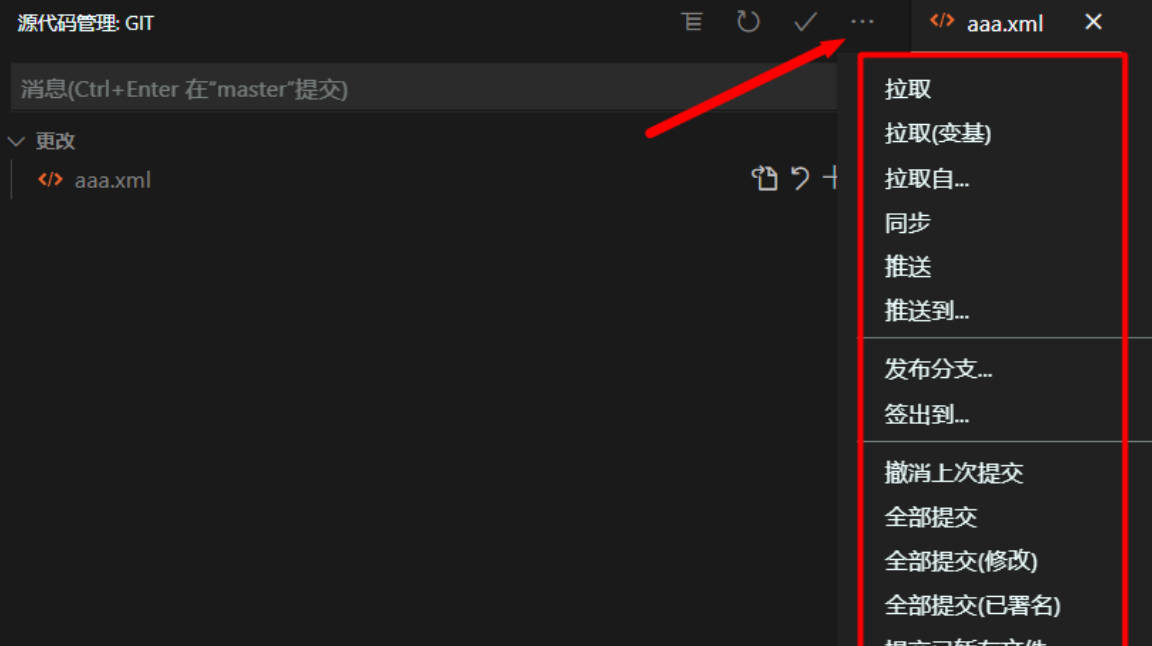 源代码管理: GIT
aaa.xml
消息(Ctrl+Enter 在"master"提交)
更改
aaa.xml
拉取
拉取(变基)
拉取自...
同步
推送
推送到...
发布分支...
签出到...
撤消上次提交
全部提交
全部提交(修改)
全部提交(已署名)